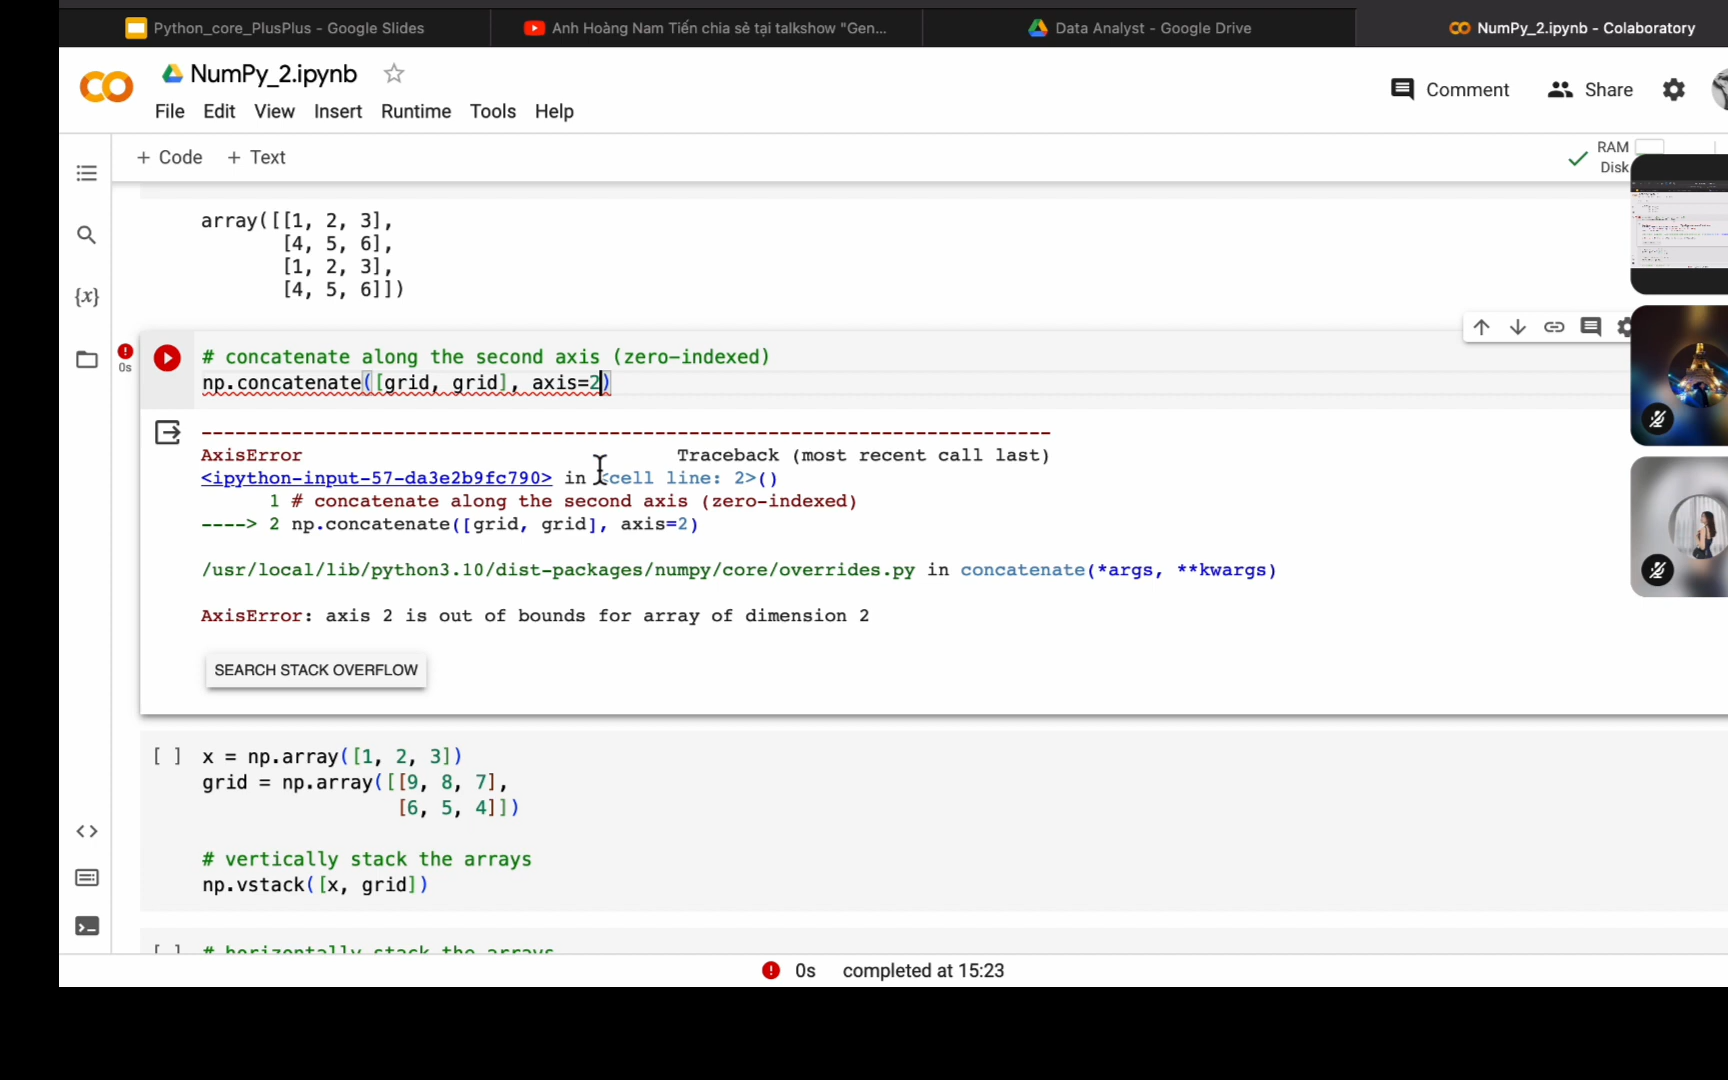 Python_core_PlusPlus - Google Slides
Anh Hoàng Nam Tiến chia sẻ tại talkshow "Gen...
Data Analyst - Google Drive
NumPy_2.ipynb - Colaboratory
NumPy_2.ipynb
Comment
Share
File Edit View Insert Runtime Tools Help
+ Code + Text
RAM
Disk
array([[1, 2, 3],
[4, 5, 6],
[1, 2, 3],
[4, 5, 6]])
{x}
0s
# concatenate along the second axis (zero-indexed)
np.concatenate([grid, grid], axis=2)
---------------------------------------------------------------------------
AxisError Traceback (most recent call last)
<ipython-input-57-da3e2b9fc790> in <cell line: 2>()
1 # concatenate along the second axis (zero-indexed)
----> 2 np.concatenate([grid, grid], axis=2)
/usr/local/lib/python3.10/dist-packages/numpy/core/overrides.py in concatenate(*args, **kwargs)
AxisError: axis 2 is out of bounds for array of dimension 2
SEARCH STACK OVERFLOW
[ ] x = np.array([1, 2, 3])
grid = np.array([[9, 8, 7],
[6, 5, 4]])
# vertically stack the arrays
np.vstack([x, grid])
[ ] # horizontally stack the arrays
0s completed at 15:23